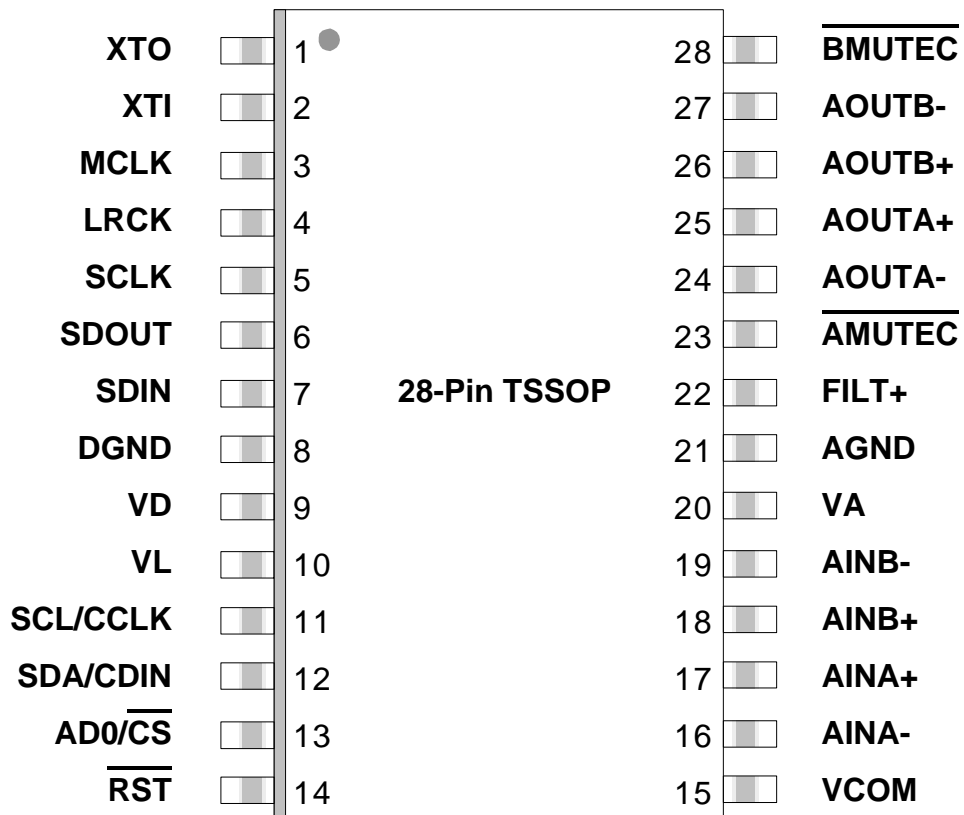 XTO 1 28 BMUTEC
XTI 2 27 AOUTB-
MCLK 3 26 AOUTB+
LRCK 4 25 AOUTA+
SCLK 5 24 AOUTA-
SDOUT 6 23 AMUTEC
SDIN 7 28-Pin TSSOP 22 FILT+
DGND 8 21 AGND
VD 9 20 VA
VL 10 19 AINB-
SCL/CCLK 11 18 AINB+
SDA/CDIN 12 17 AINA+
AD0/CS 13 16 AINA-
RST 14 15 VCOM